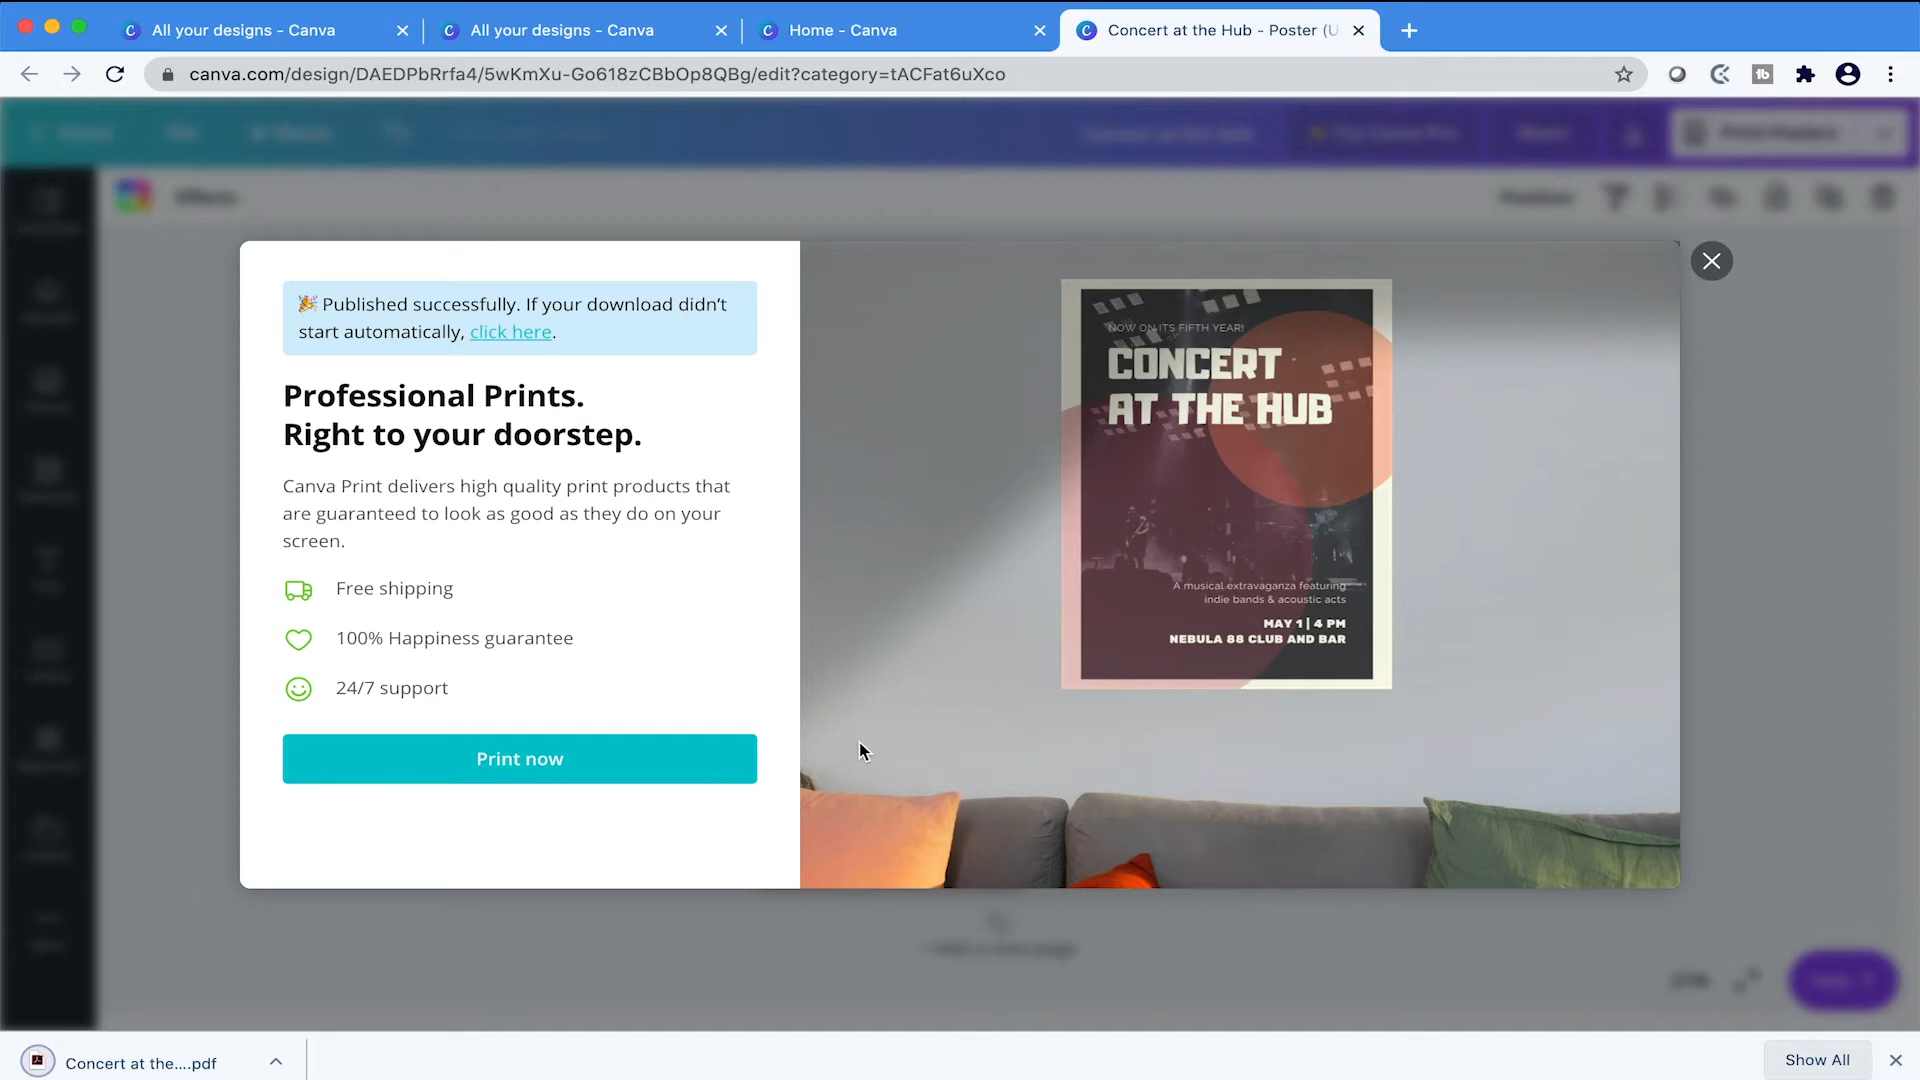 All your designs - Canva
All your designs - Canva
Home - Canva
Concert at the Hub - Poster (U
canva.com/design/DAEDPbRrfa4/5wKmXu-Go618zCBbOp8QBg/edit?category=tACFat6uXco
🎉 Published successfully. If your download didn't
start automatically, click here.
Professional Prints.
Right to your doorstep.
Canva Print delivers high quality print products that
are guaranteed to look as good as they do on your
screen.
Free shipping
100% Happiness guarantee
24/7 support
Print now
NOW ON ITS FIFTH YEAR!
CONCERT
AT THE HUB
A musical extravaganza featuring
indie bands & acoustic acts
MAY 1 | 4 PM
NEBULA 88 CLUB AND BAR
Concert at the....pdf
Show All